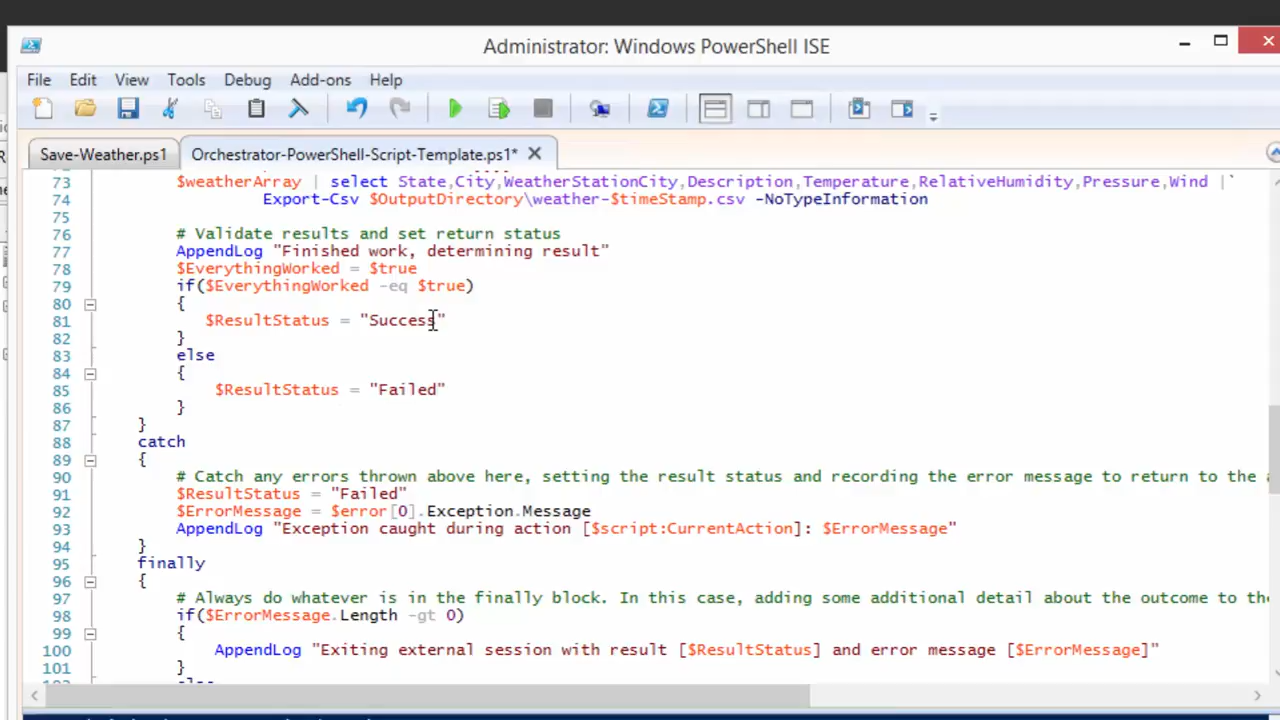 Administrator: Windows PowerShell ISE
File Edit View Tools Debug Add-ons Help
Save-Weather.ps1 Orchestrator-PowerShell-Script-Template.ps1*
73 $weatherArray | select State,City,WeatherStationCity,Description,Temperature,RelativeHumidity,Pressure,Wind |`
74 Export-Csv $OutputDirectory\weather-$timeStamp.csv -NoTypeInformation
75
76 # Validate results and set return status
77 AppendLog "Finished work, determining result"
78 $EverythingWorked = $true
79 if($EverythingWorked -eq $true)
80 {
81 $ResultStatus = "Success"
82 }
83 else
84 {
85 $ResultStatus = "Failed"
86 }
87 }
88 catch
89 {
90 # Catch any errors thrown above here, setting the result status and recording the error message to return to the
91 $ResultStatus = "Failed"
92 $ErrorMessage = $error[0].Exception.Message
93 AppendLog "Exception caught during action [$script:CurrentAction]: $ErrorMessage"
94 }
95 finally
96 {
97 # Always do whatever is in the finally block. In this case, adding some additional detail about the outcome to
98 if($ErrorMessage.Length -gt 0)
99 {
100 AppendLog "Exiting external session with result [$ResultStatus] and error message [$ErrorMessage]"
101 }